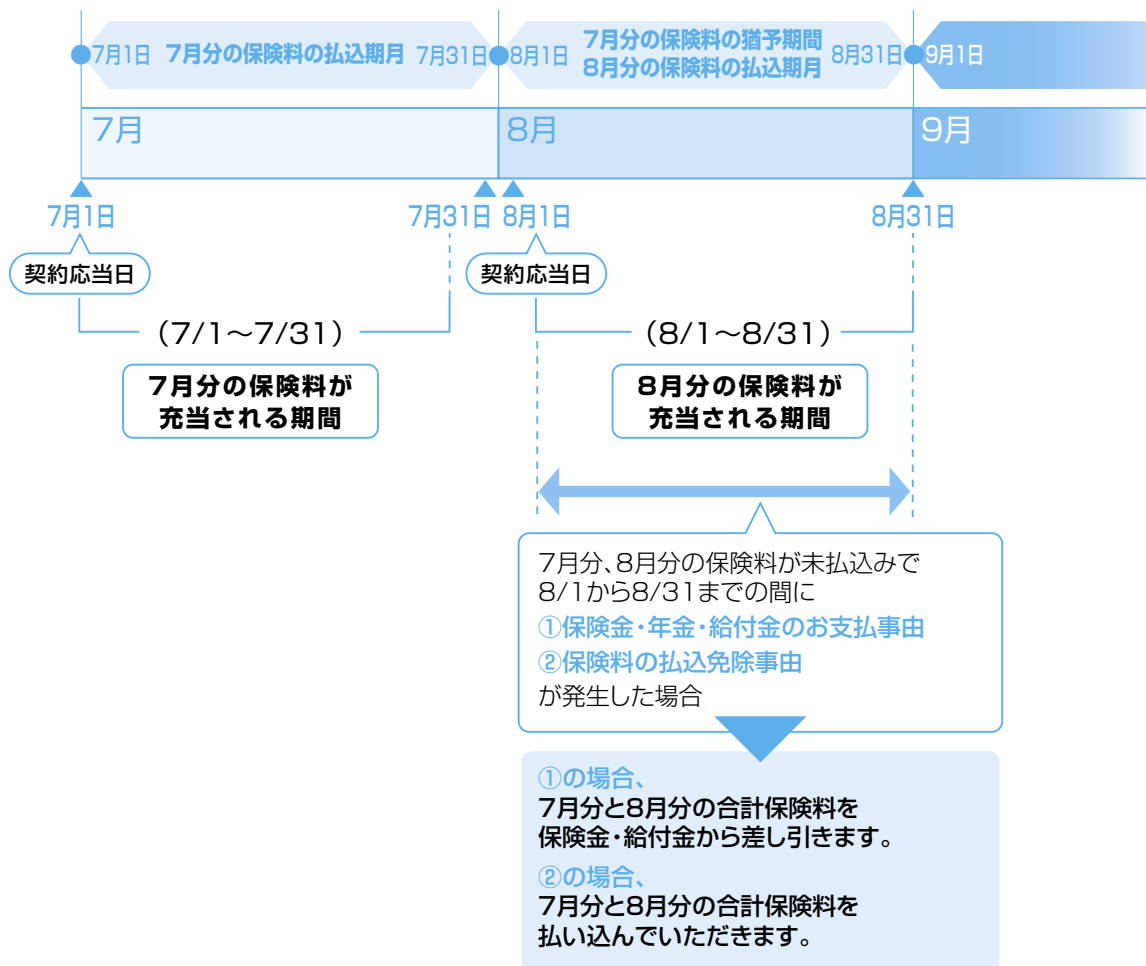 7月1日 7月分の保険料の払込期月 7月31日 8月1日 7月分の保険料の猶予期間
8月分の保険料の払込期月 8月31日 9月1日
7月 8月 9月
7月1日 7月31日 8月1日 8月31日
契約応当日 契約応当日
（7/1〜7/31） （8/1〜8/31）
7月分の保険料が
充当される期間
8月分の保険料が
充当される期間
7月分、8月分の保険料が未払込みで
8/1から8/31までの間に
①保険金・年金・給付金のお支払事由
②保険料の払込免除事由
が発生した場合
①の場合、
7月分と8月分の合計保険料を
保険金・給付金から差し引きます。
②の場合、
7月分と8月分の合計保険料を
払い込んでいただきます。